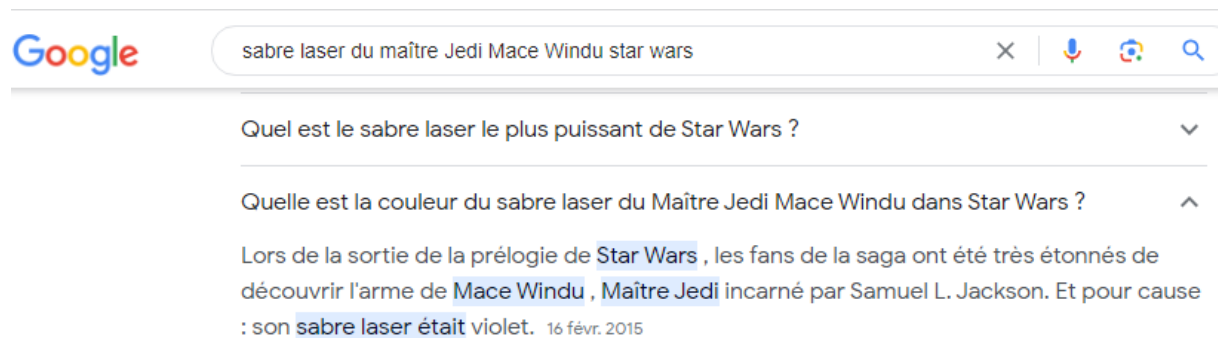 Google
sabre laser du maître Jedi Mace Windu star wars
Quel est le sabre laser le plus puissant de Star Wars ?
Quelle est la couleur du sabre laser du Maître Jedi Mace Windu dans Star Wars ?
Lors de la sortie de la prélogie de Star Wars , les fans de la saga ont été très étonnés de
découvrir l'arme de Mace Windu , Maître Jedi incarné par Samuel L. Jackson. Et pour cause
: son sabre laser était violet. 16 févr. 2015